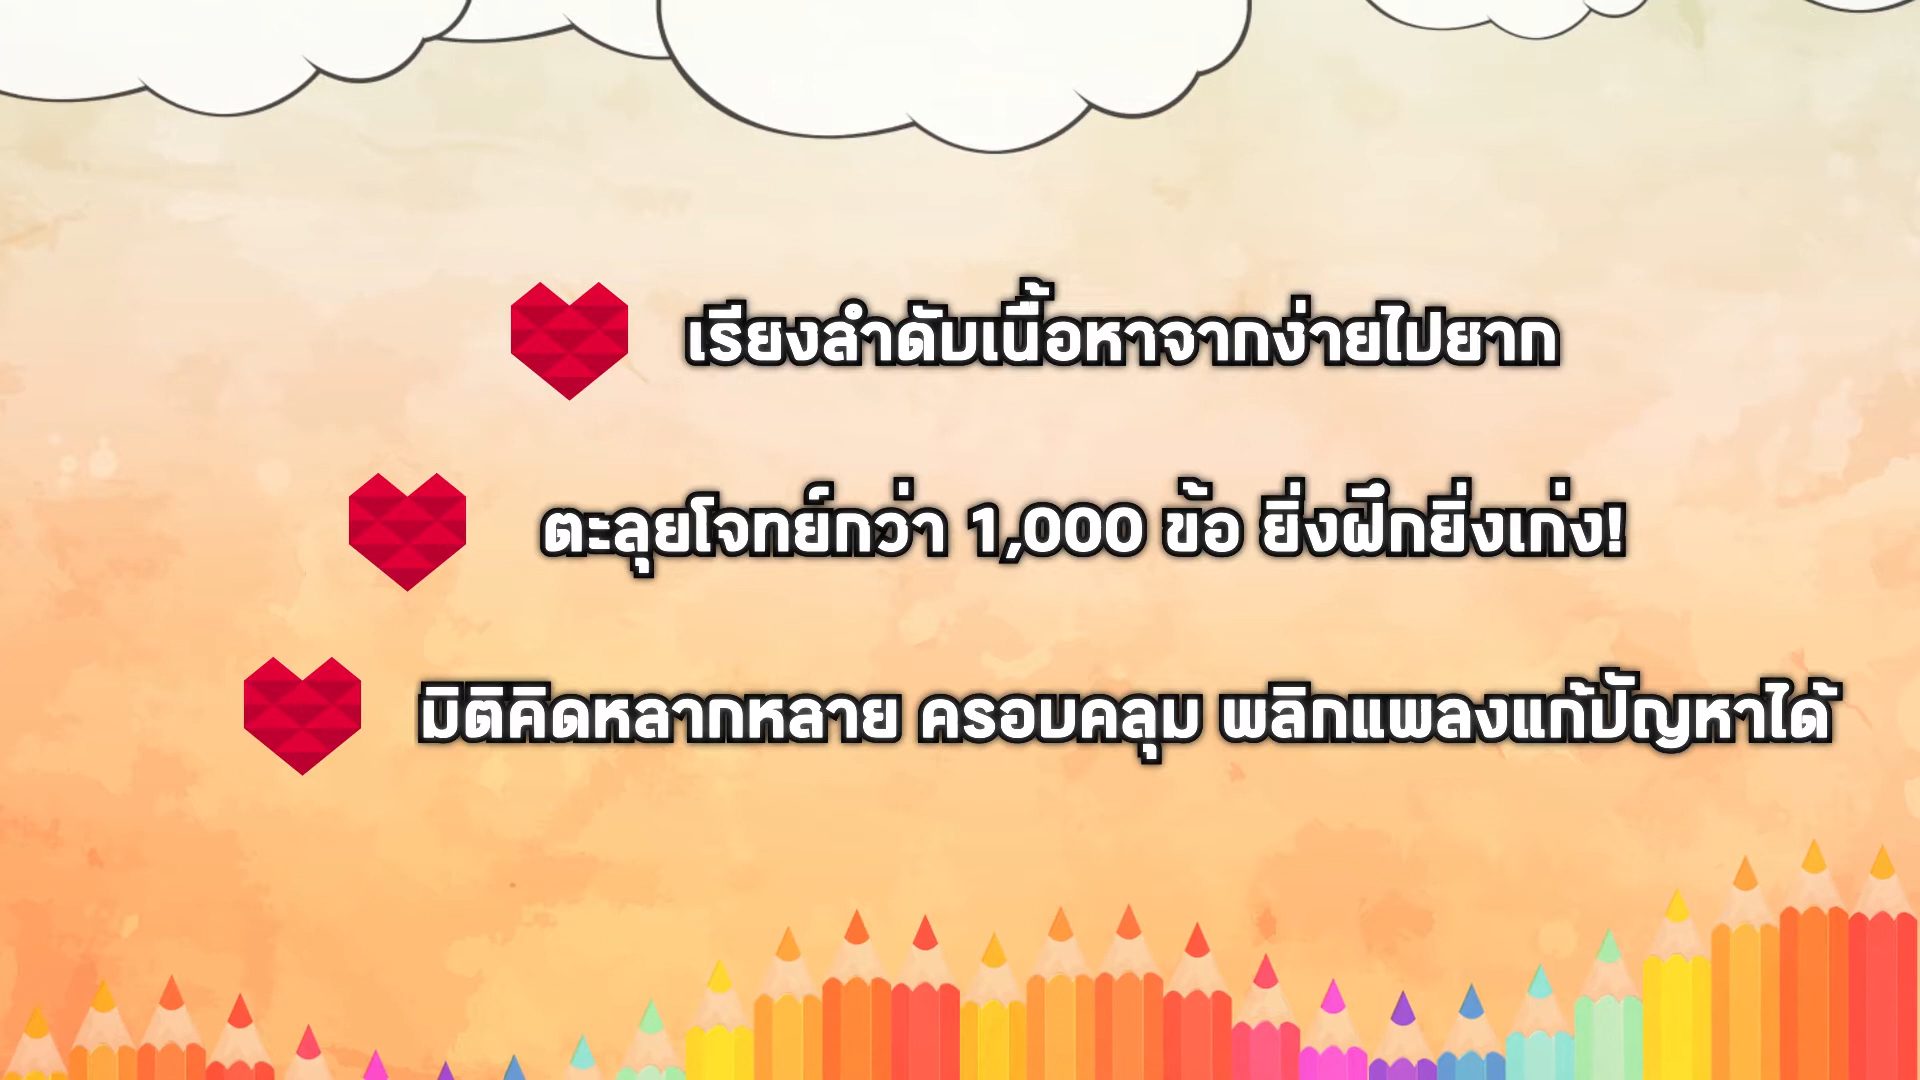 เรียงลำดับเนื้อหาจากง่ายไปยาก
ตะลุยโจทย์กว่า 1,000 ข้อ ยิ่งฝึกยิ่งเก่ง!
มิติคิดหลากหลาย ครอบคลุม พลิกแพลงแก้ปัญหาได้